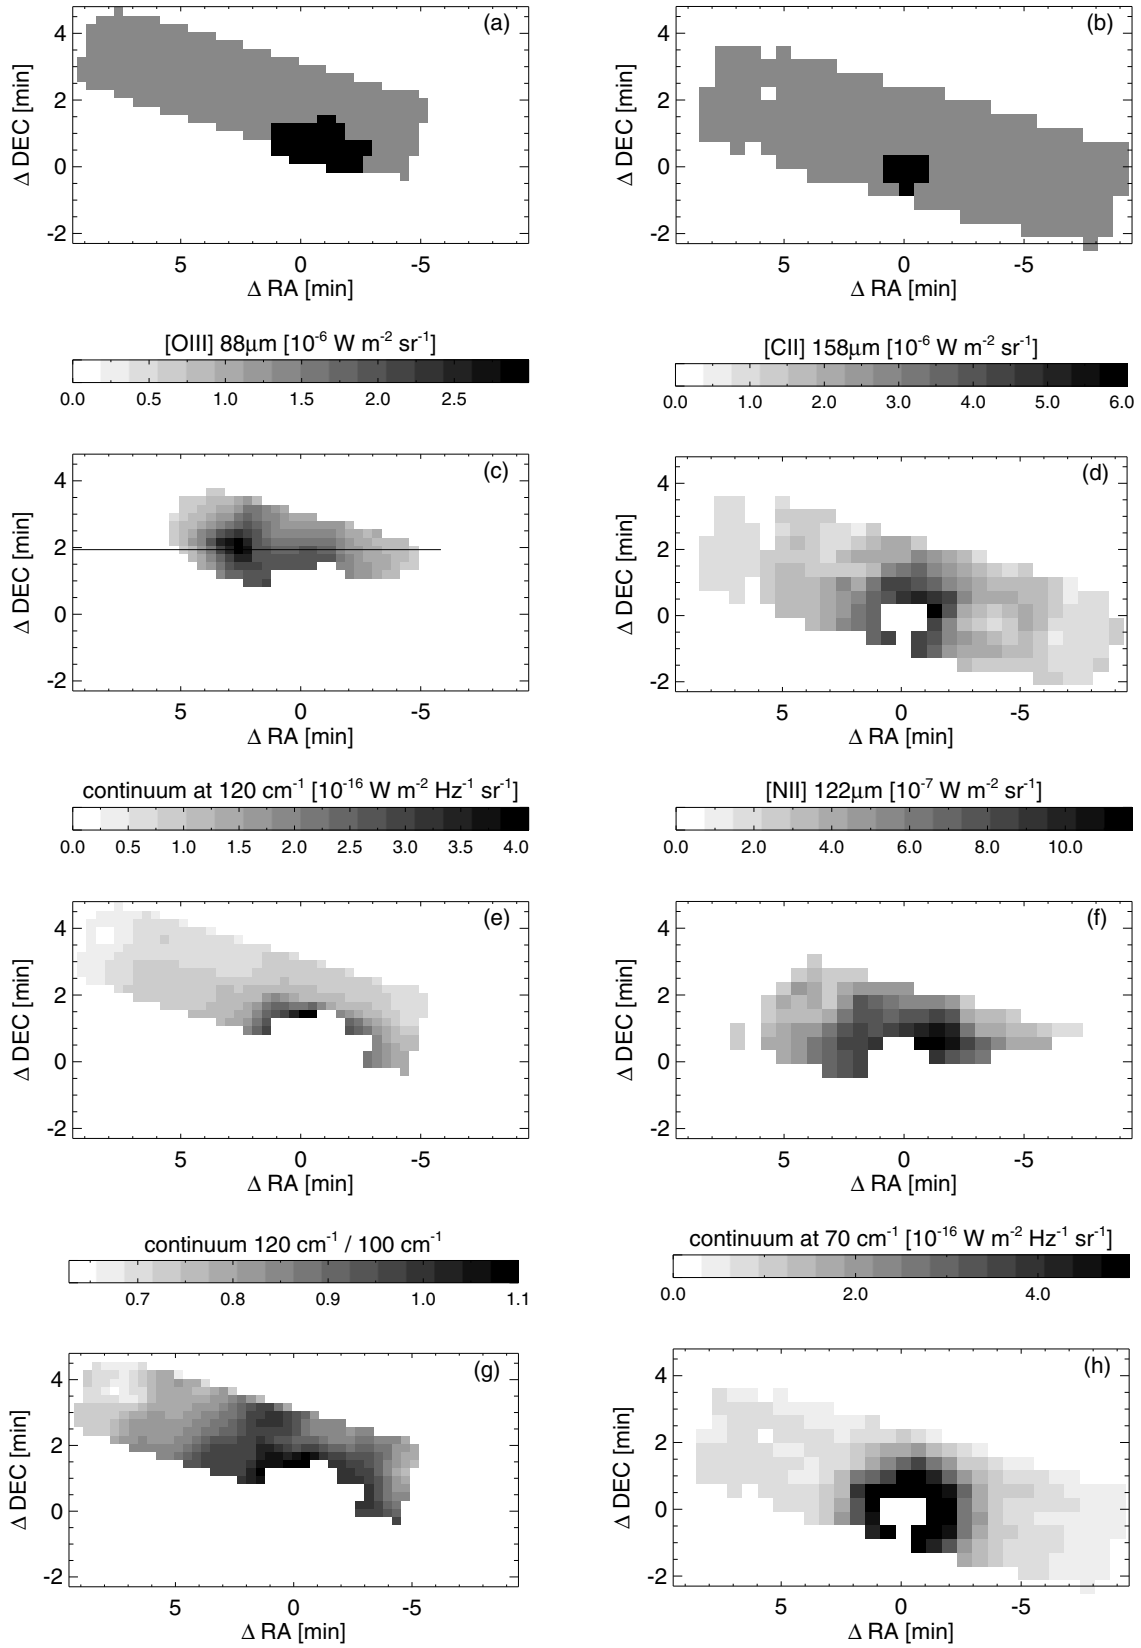 (a)
Δ DEC [min]
4
2
0
-2
5 0 -5
Δ RA [min]
(b)
Δ DEC [min]
4
2
0
-2
5 0 -5
Δ RA [min]
[OIII] 88μm [10⁻⁶ W m⁻² sr⁻¹]
0.0 0.5 1.0 1.5 2.0 2.5
(c)
Δ DEC [min]
4
2
0
-2
5 0 -5
Δ RA [min]
[CII] 158μm [10⁻⁶ W m⁻² sr⁻¹]
0.0 1.0 2.0 3.0 4.0 5.0 6.0
(d)
Δ DEC [min]
4
2
0
-2
5 0 -5
Δ RA [min]
continuum at 120 cm⁻¹ [10⁻¹⁶ W m⁻² Hz⁻¹ sr⁻¹]
0.0 0.5 1.0 1.5 2.0 2.5 3.0 3.5 4.0
(e)
Δ DEC [min]
4
2
0
-2
5 0 -5
Δ RA [min]
[NII] 122μm [10⁻⁷ W m⁻² sr⁻¹]
0.0 2.0 4.0 6.0 8.0 10.0
(f)
Δ DEC [min]
4
2
0
-2
5 0 -5
Δ RA [min]
continuum 120 cm⁻¹ / 100 cm⁻¹
0.7 0.8 0.9 1.0 1.1
(g)
Δ DEC [min]
4
2
0
-2
5 0 -5
Δ RA [min]
continuum at 70 cm⁻¹ [10⁻¹⁶ W m⁻² Hz⁻¹ sr⁻¹]
0.0 2.0 4.0
(h)
Δ DEC [min]
4
2
0
-2
5 0 -5
Δ RA [min]